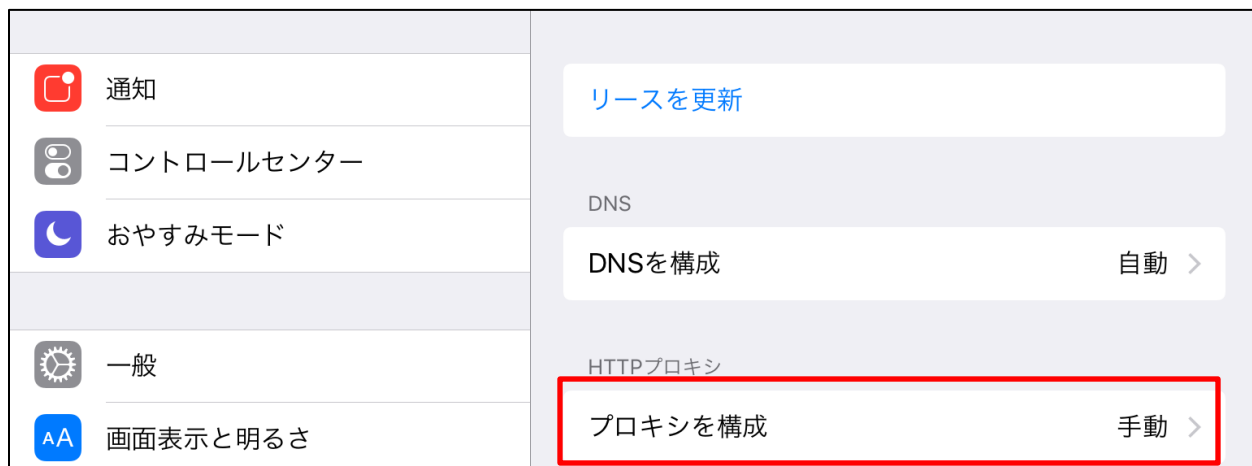 通知
コントロールセンター
おやすみモード
一般
AA 画面表示と明るさ
リースを更新
DNS
DNSを構成 自動
HTTPプロキシ
プロキシを構成 手動